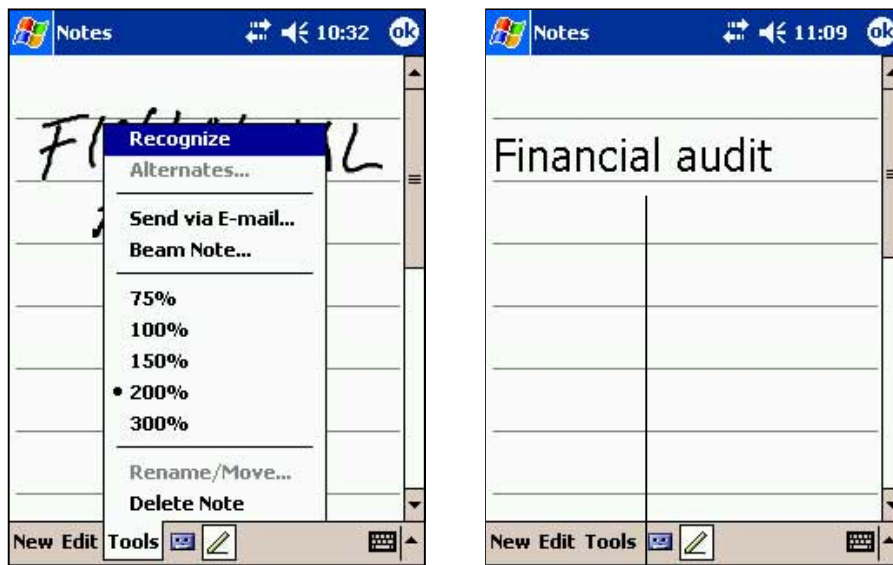 Notes 10:32 ok
Recognize
Alternates...
Send via E-mail...
Beam Note...
75%
100%
150%
200%
300%
Rename/Move...
Delete Note
New Edit Tools
Notes 11:09 ok
Financial audit
New Edit Tools